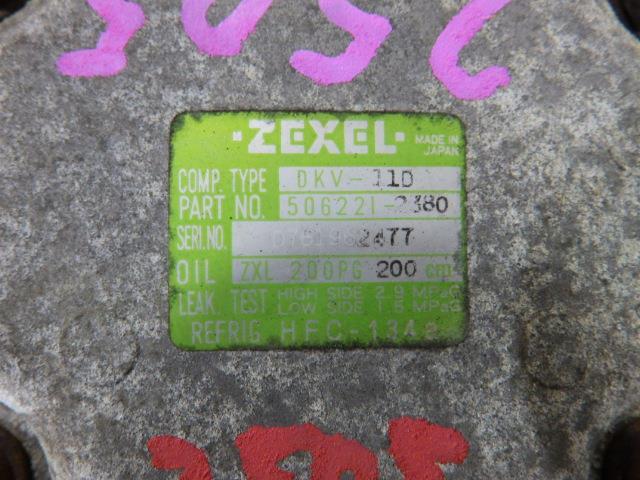 ·ZEXEL·
MADE IN
JAPAN
COMP. TYPE DKV-11D
PART NO. 506221-2380
SERI.NO. 2477
OIL ZXL 200PG 200 cm³
LEAK. TEST HIGH SIDE 2.9 MPaG
LOW SIDE 1.5 MPaG
REFRIG HFC-134a